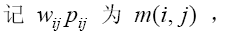 记 $w_{ij}p_{ij}$ 为 $m(i,j)$ ，